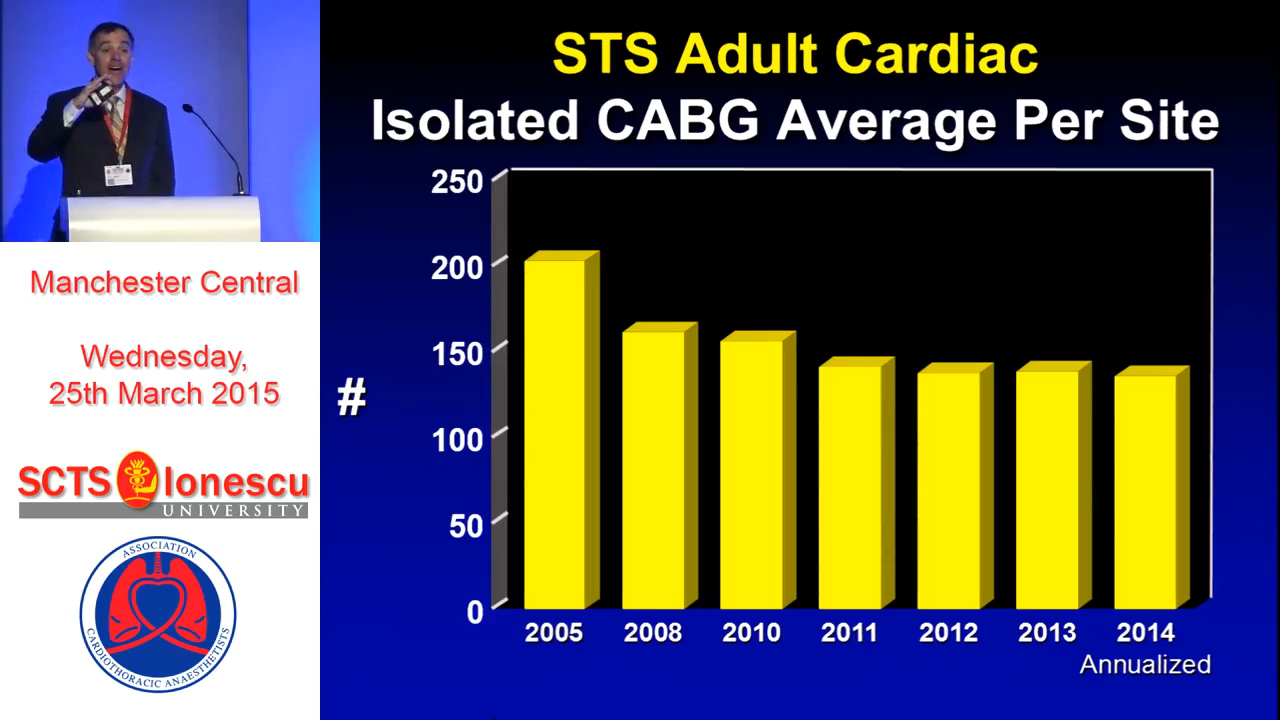 STS Adult Cardiac
Isolated CABG Average Per Site
250
200
150
100
50
0
#
2005 2008 2010 2011 2012 2013 2014
Annualized
Manchester Central
Wednesday,
25th March 2015
SCTS Ionescu
UNIVERSITY
ASSOCIATION
CARDIOTHORACIC ANAESTHETISTS